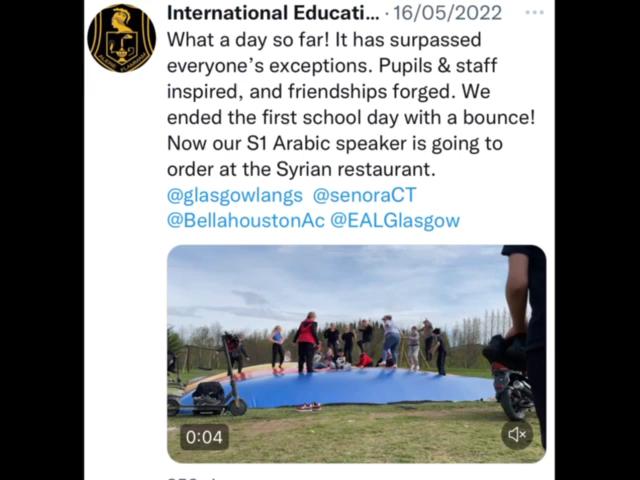 International Educati... · 16/05/2022 ···
What a day so far! It has surpassed
everyone's exceptions. Pupils & staff
inspired, and friendships forged. We
ended the first school day with a bounce!
Now our S1 Arabic speaker is going to
order at the Syrian restaurant.
@glasgowlangs @senoraCT
@BellahoustonAc @EALGlasgow
0:04